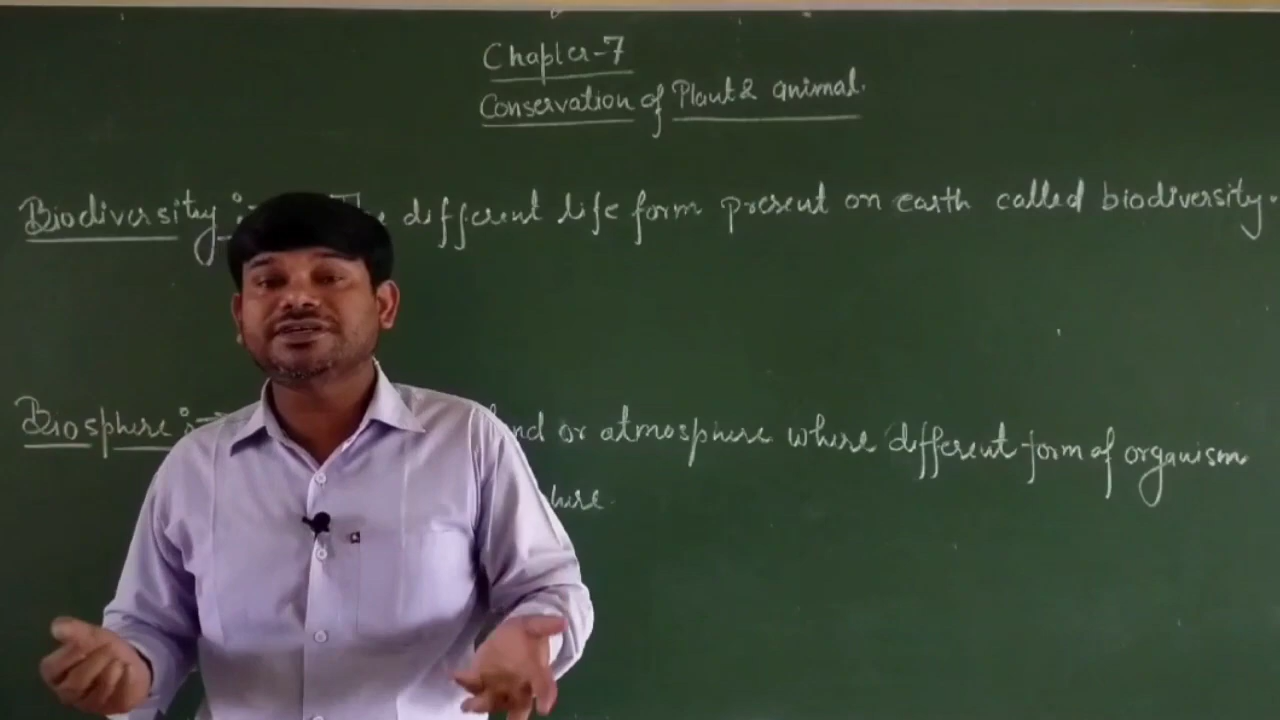 Chapter-7
Conservation of Plant & animal.
Biodiversity :- The different life form present on earth called biodiversity.
Biosphere :- or atmosphere where different form of organism